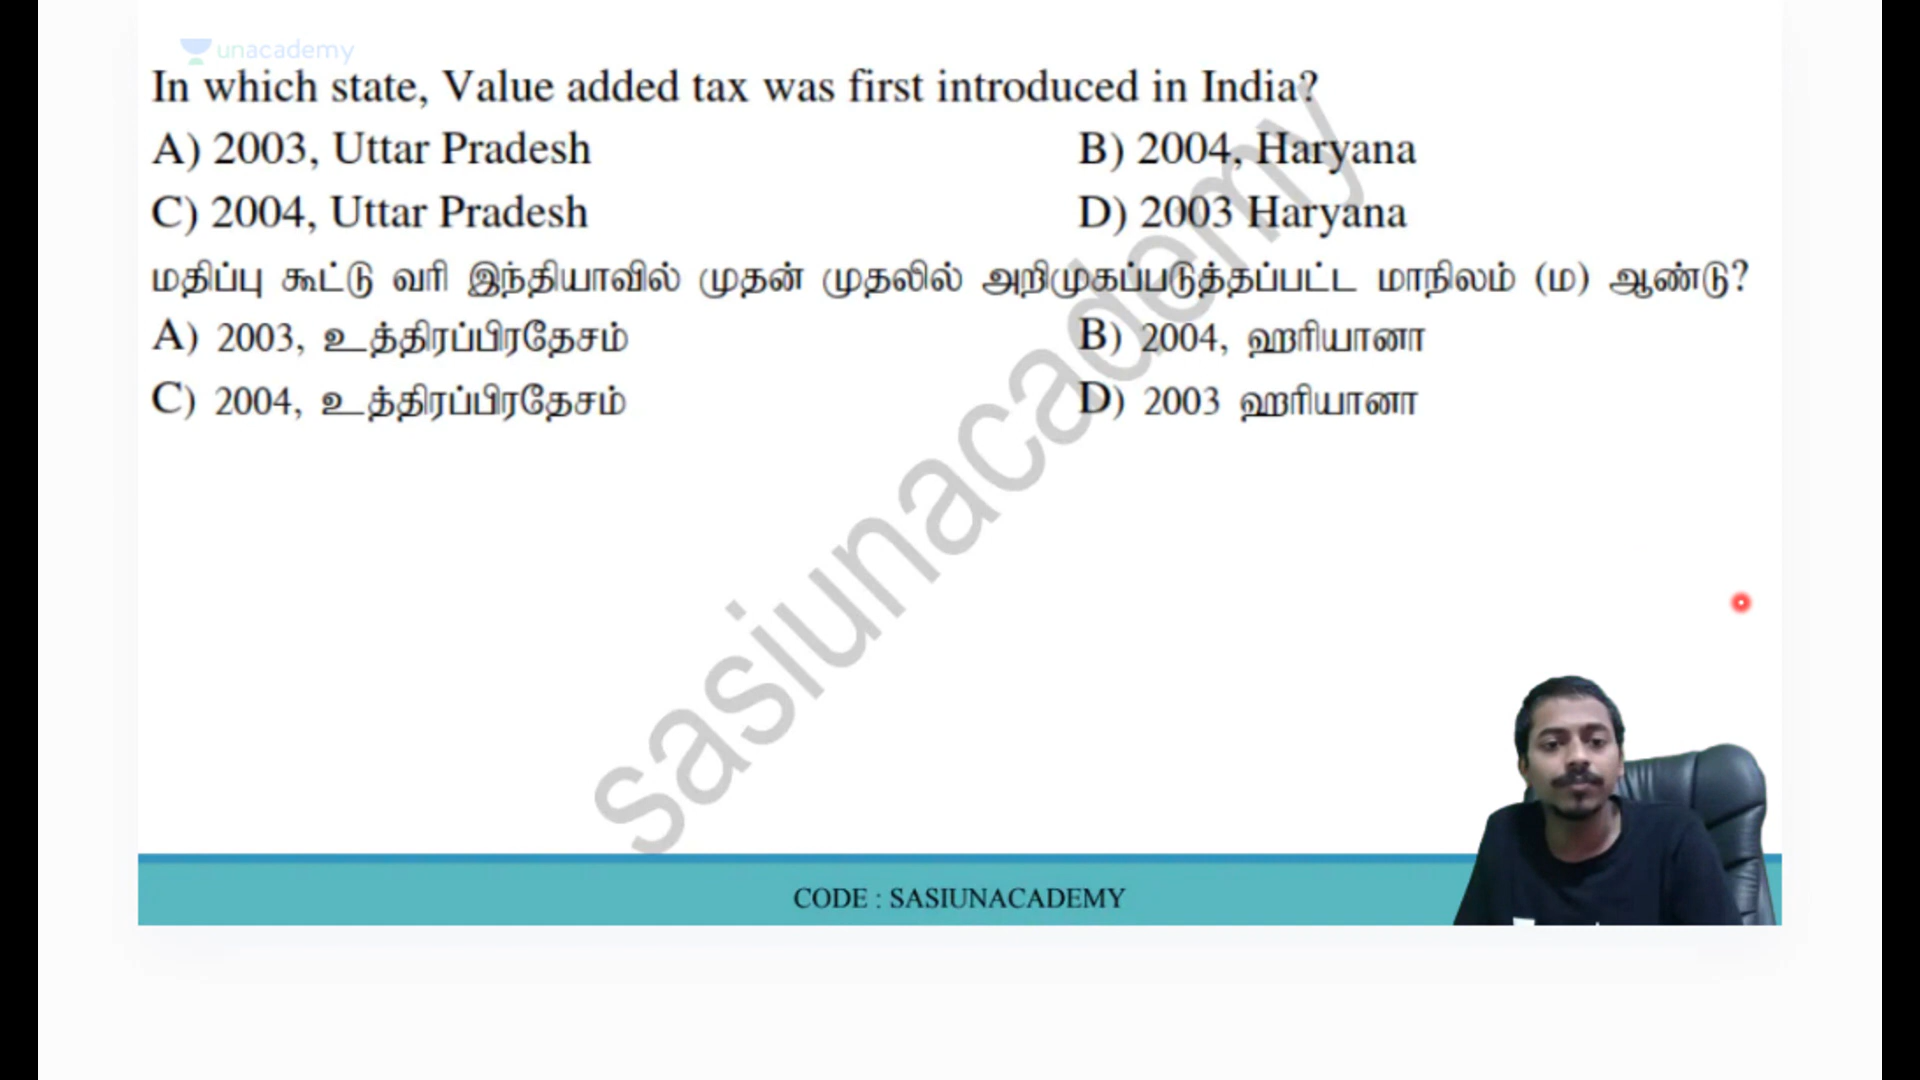 unacademy
In which state, Value added tax was first introduced in India?
A) 2003, Uttar Pradesh B) 2004, Haryana
C) 2004, Uttar Pradesh D) 2003 Haryana
மதிப்பு கூட்டு வரி இந்தியாவில் முதன் முதலில் அறிமுகப்படுத்தப்பட்ட மாநிலம் (ம) ஆண்டு?
A) 2003, உத்திரப்பிரதேசம் B) 2004, ஹரியானா
C) 2004, உத்திரப்பிரதேசம் D) 2003 ஹரியானா
sasiunacademy
CODE : SASIUNACADEMY